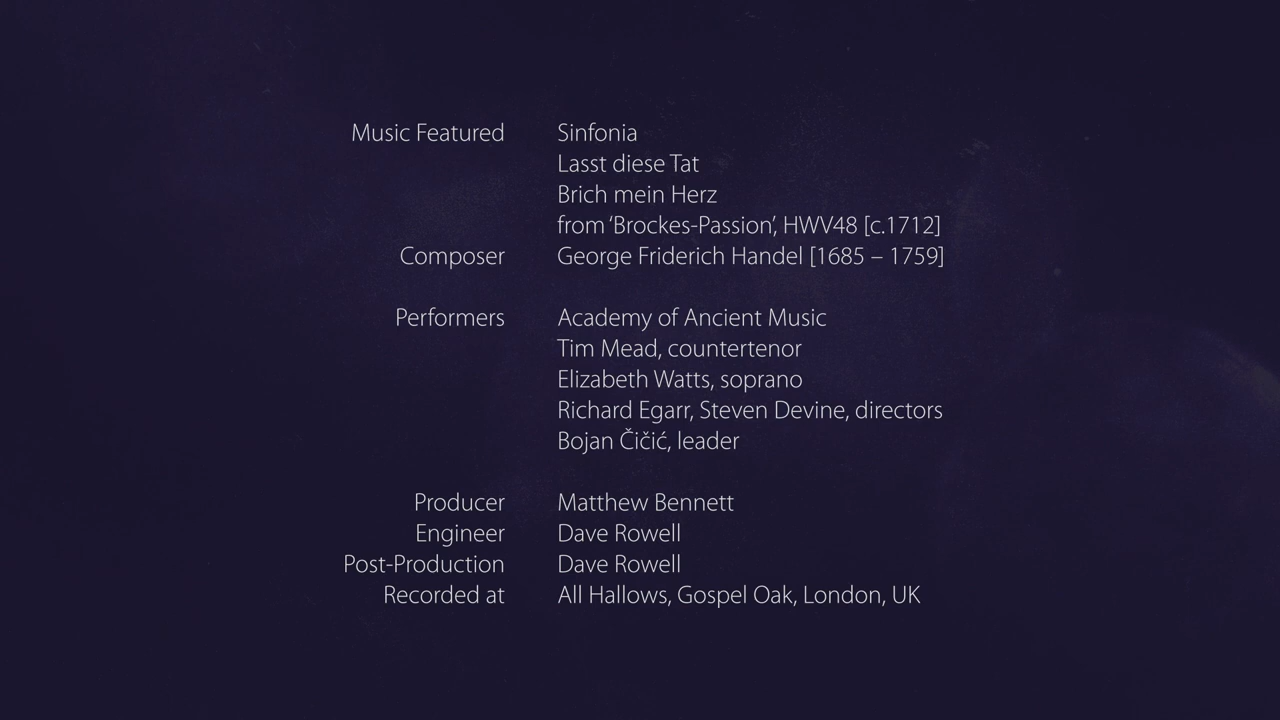 Music Featured Sinfonia
Lasst diese Tat
Brich mein Herz
from ‘Brockes-Passion’, HWV48 [c.1712]
Composer George Friderich Handel [1685 – 1759]
Performers Academy of Ancient Music
Tim Mead, countertenor
Elizabeth Watts, soprano
Richard Egarr, Steven Devine, directors
Bojan Čičić, leader
Producer Matthew Bennett
Engineer Dave Rowell
Post-Production Dave Rowell
Recorded at All Hallows, Gospel Oak, London, UK